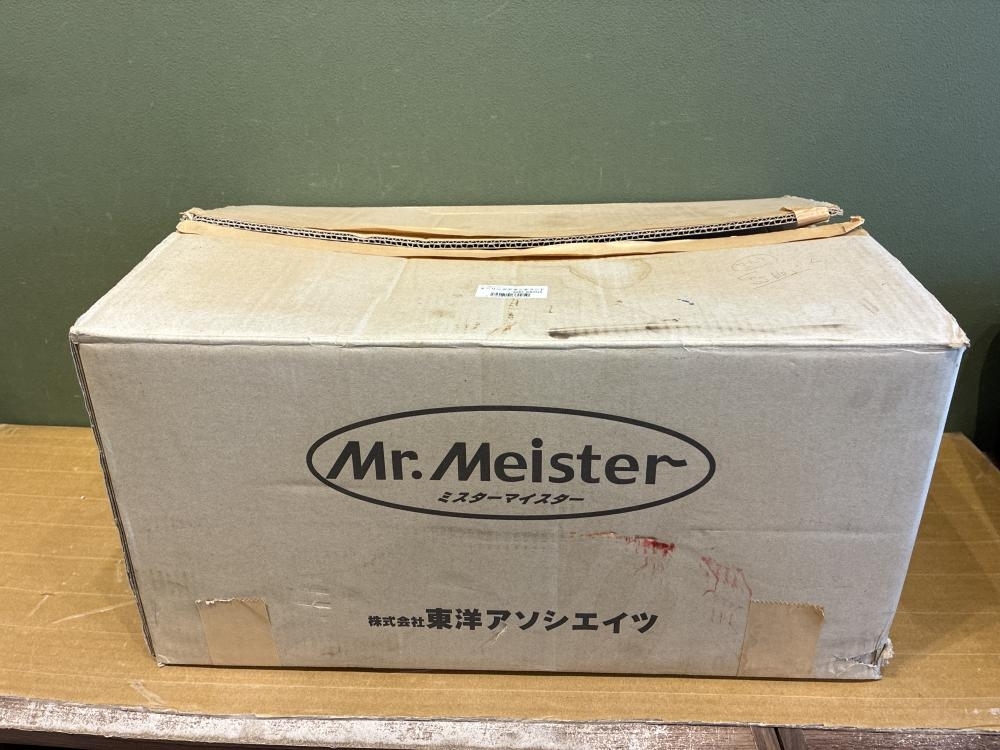 Mr. Meister
ミスターマイスター
株式会社 東洋アソシエイツ